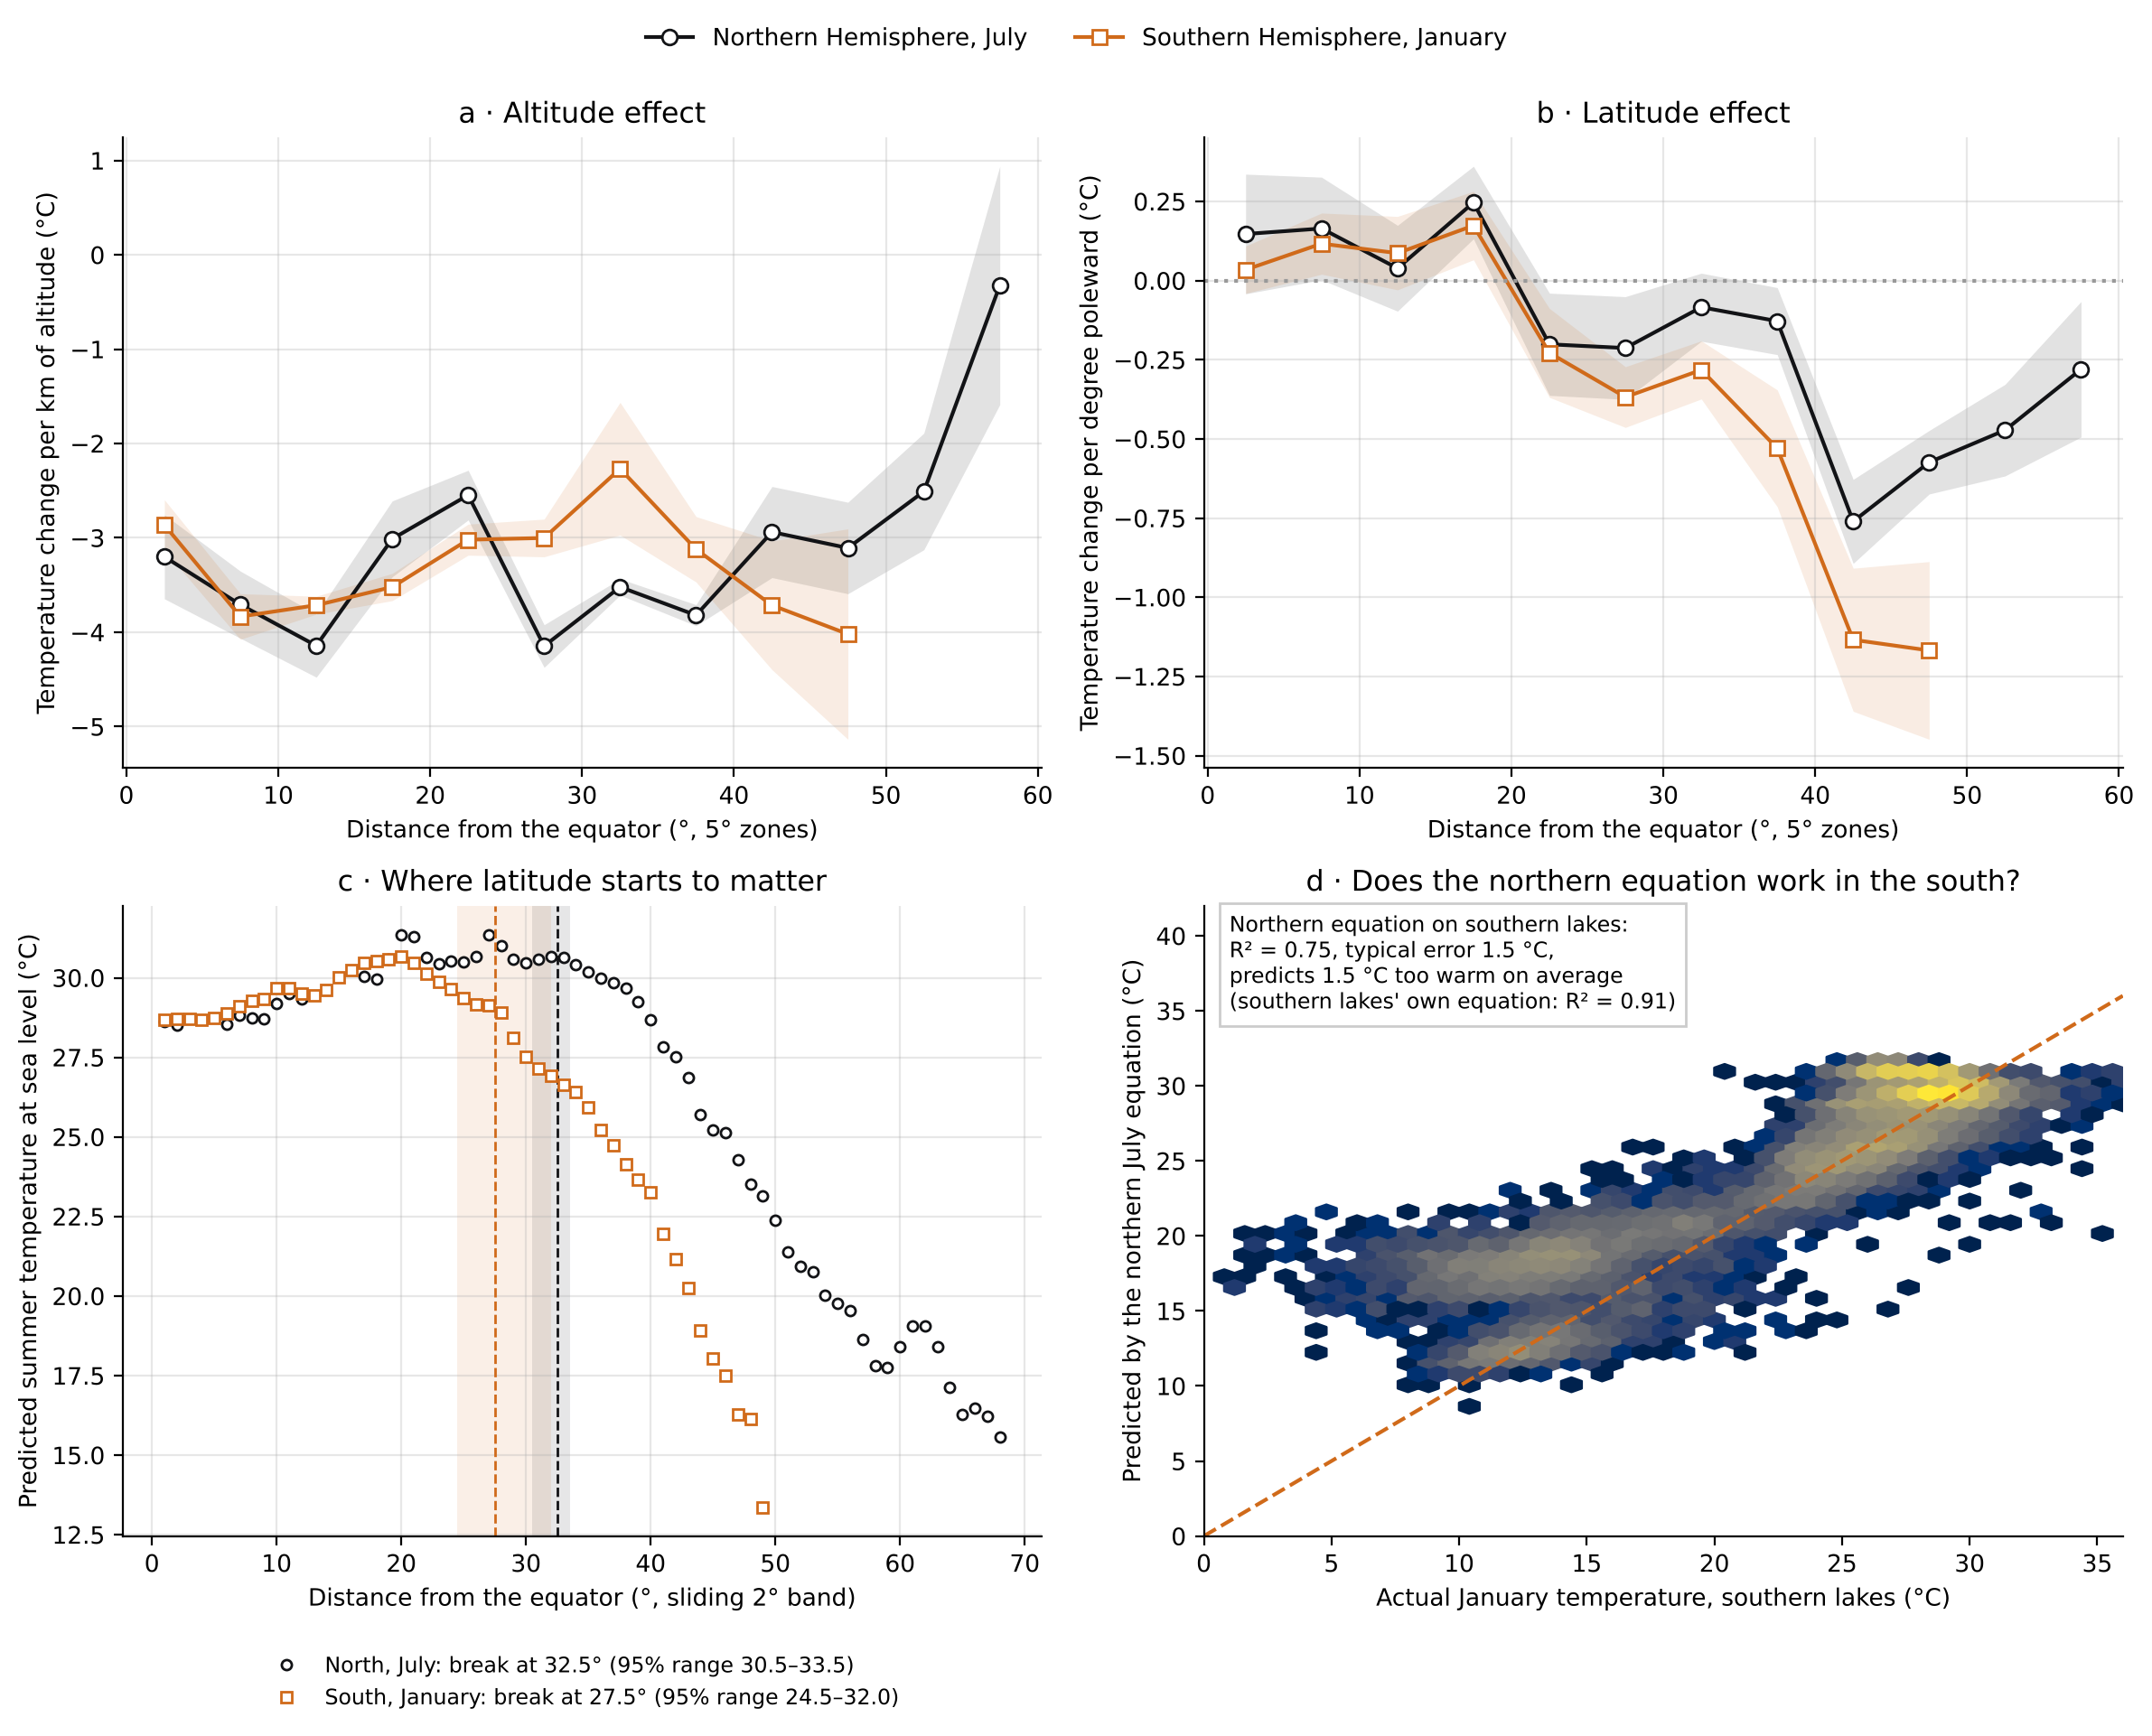 Northern Hemisphere, July
Southern Hemisphere, January
a · Altitude effect
Temperature change per km of altitude (°C)
1
0
−1
−2
−3
−4
−5
0 10 20 30 40 50 60
Distance from the equator (°, 5° zones)
b · Latitude effect
Temperature change per degree poleward (°C)
0.25
0.00
−0.25
−0.50
−0.75
−1.00
−1.25
−1.50
0 10 20 30 40 50 60
Distance from the equator (°, 5° zones)
c · Where latitude starts to matter
Predicted summer temperature at sea level (°C)
30.0
27.5
25.0
22.5
20.0
17.5
15.0
12.5
0 10 20 30 40 50 60 70
Distance from the equator (°, sliding 2° band)
North, July: break at 32.5° (95% range 30.5–33.5)
South, January: break at 27.5° (95% range 24.5–32.0)
d · Does the northern equation work in the south?
Northern equation on southern lakes:
R² = 0.75, typical error 1.5 °C,
predicts 1.5 °C too warm on average
(southern lakes' own equation: R² = 0.91)
Predicted by the northern July equation (°C)
40
35
30
25
20
15
10
5
0
0 5 10 15 20 25 30 35
Actual January temperature, southern lakes (°C)